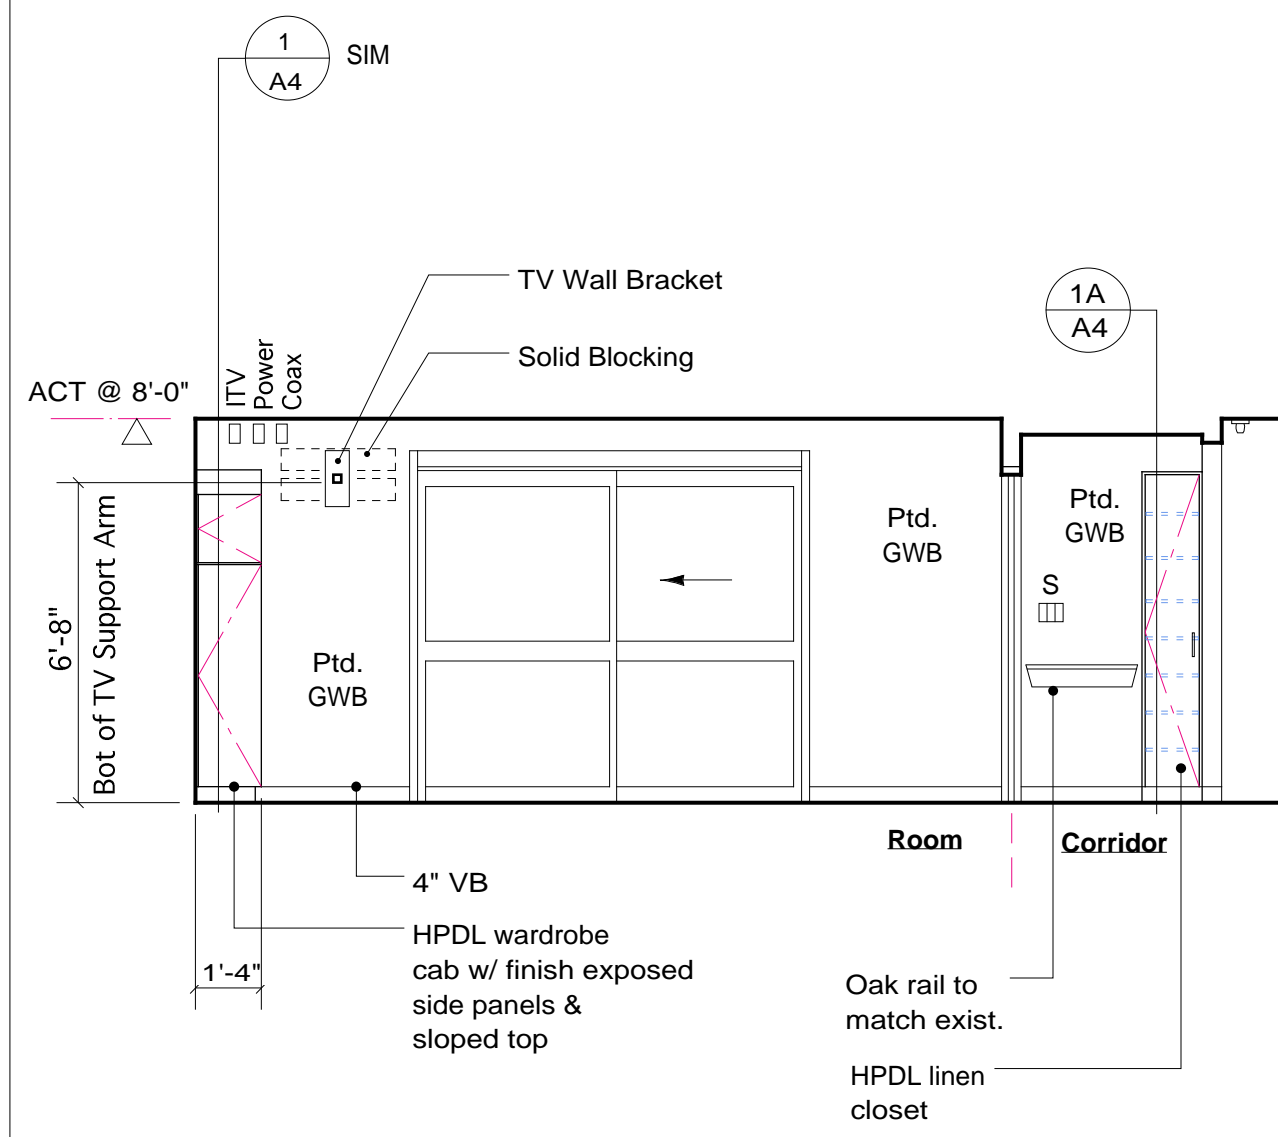 1
A4
SIM
TV Wall Bracket
1A
A4
Solid Blocking
ITV
Power
Coax
ACT @ 8'-0"
Ptd.
GWB
Ptd.
GWB
S
6'-8"
Bot of TV Support Arm
Ptd.
GWB
Room
Corridor
4" VB
HPDL wardrobe
cab w/ finish exposed
side panels &
sloped top
1'-4"
Oak rail to
match exist.
HPDL linen
closet